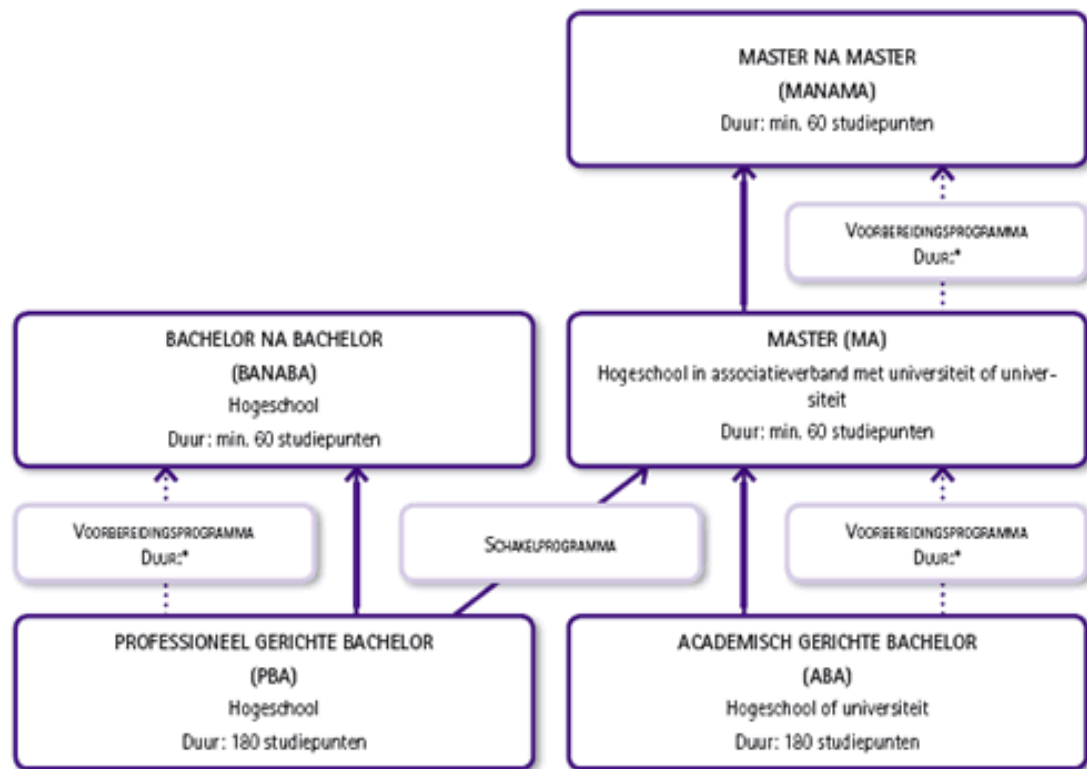 MASTER NA MASTER
(MANAMA)
Duur: min. 60 studiepunten
VOORBEREIDINGSPROGRAMMA
DUUR:*
BACHELOR NA BACHELOR
(BANABA)
Hogeschool
Duur: min. 60 studiepunten
MASTER (MA)
Hogeschool in associatieverband met universiteit of univer-
siteit
Duur: min. 60 studiepunten
VOORBEREIDINGSPROGRAMMA
DUUR:*
SCHAKELPROGRAMMA
VOORBEREIDINGSPROGRAMMA
DUUR:*
PROFESSIONEEL GERICHTE BACHELOR
(PBA)
Hogeschool
Duur: 180 studiepunten
ACADEMISCH GERICHTE BACHELOR
(ABA)
Hogeschool of universiteit
Duur: 180 studiepunten